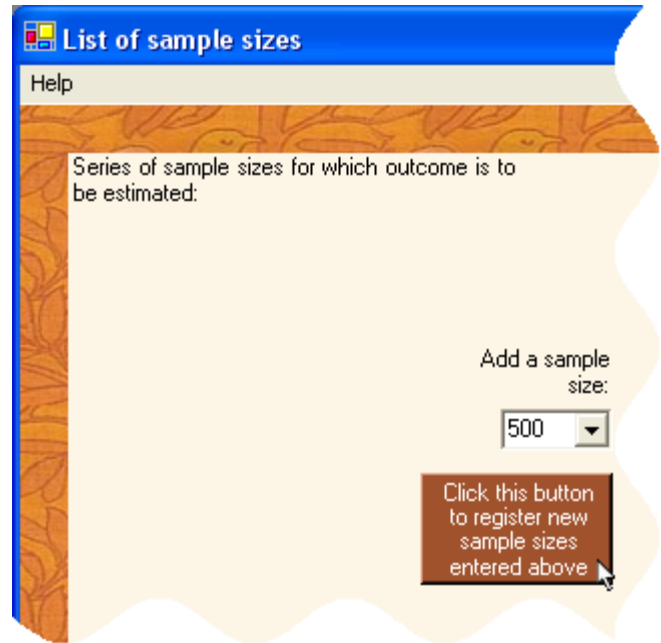 List of sample sizes
Help
Series of sample sizes for which outcome is to
be estimated:
Add a sample
size:
500
Click this button
to register new
sample sizes
entered above